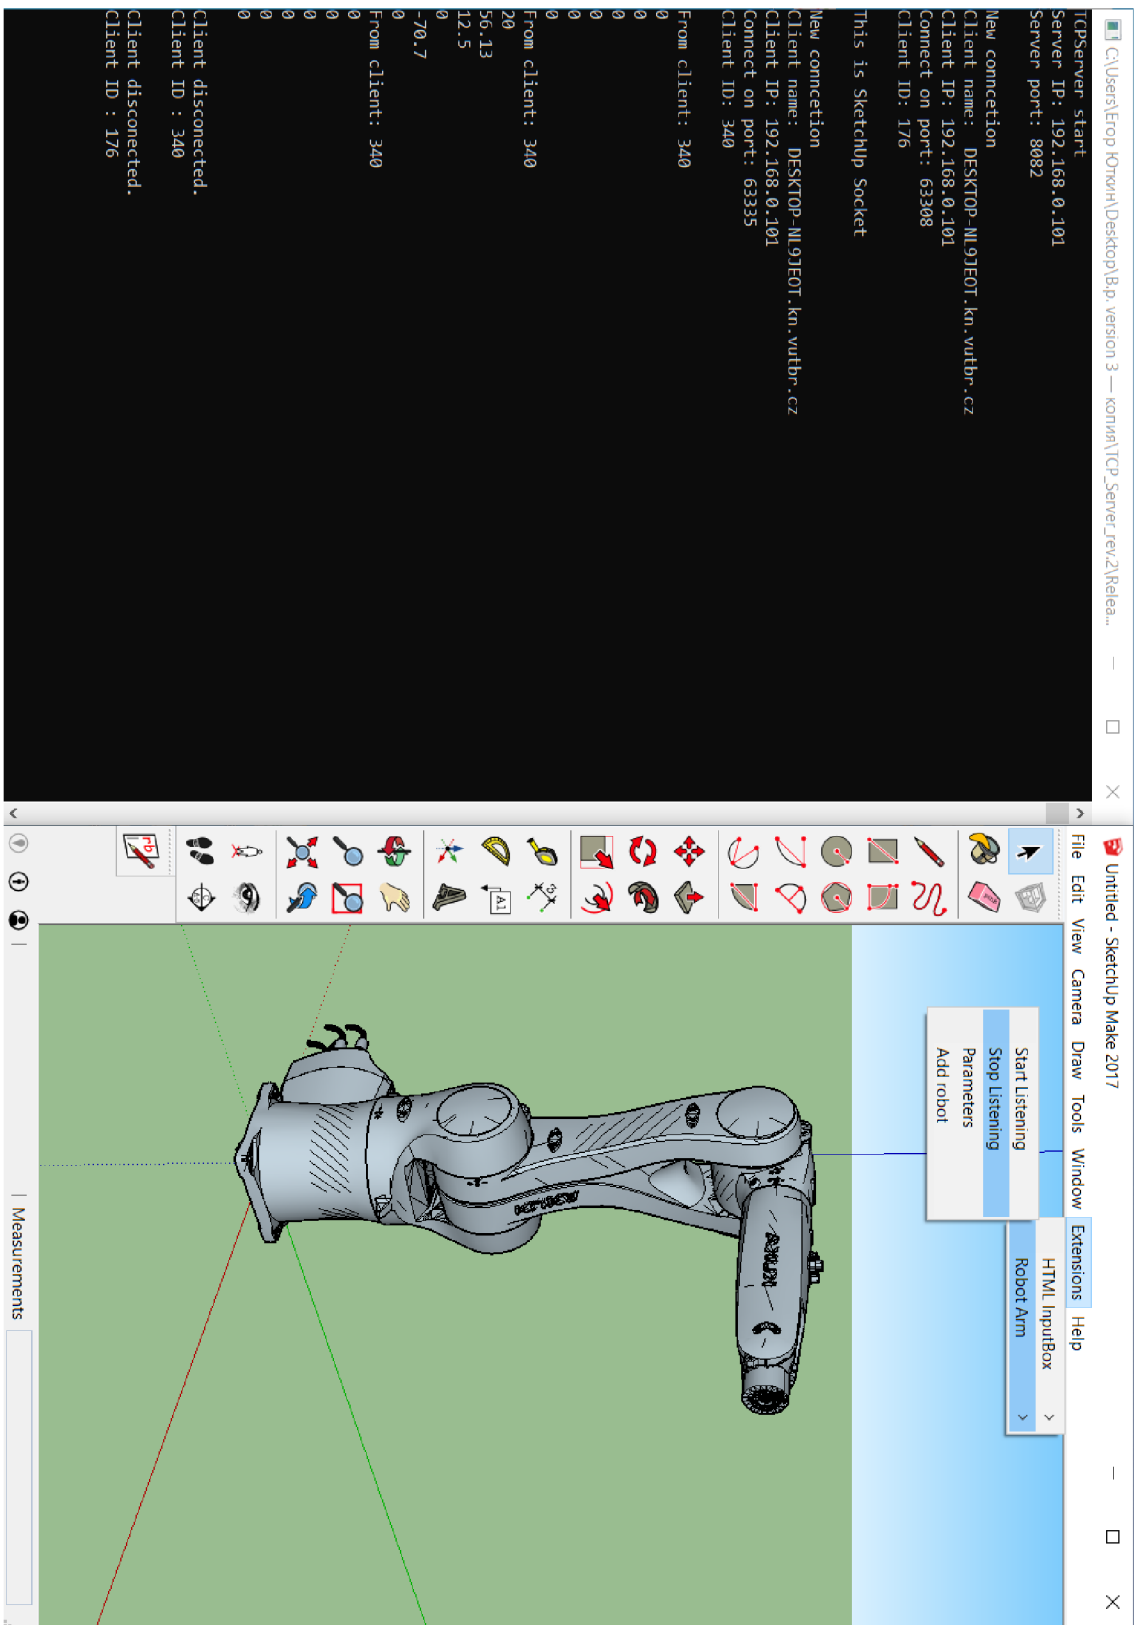 C:\Users\Егор Юткин\Desktop\B.p. version 3 — копия\TCP_Server_rev.2\Relea...
TCPServer start
Server IP: 192.168.0.101
Server port: 8082
New conncetion
Client name: DESKTOP-NL9JEOT.kn.vutbr.cz
Client IP: 192.168.0.101
Connect on port: 63308
Client ID: 176
This is SketchUp Socket
New conncetion
Client name: DESKTOP-NL9JEOT.kn.vutbr.cz
Client IP: 192.168.0.101
Connect on port: 63335
Client ID: 340
From client: 340
0
0
0
0
0
0
From client: 340
20
56.13
12.5
0
-70.7
0
From client: 340
0
0
0
0
0
0
Client disconected.
Client ID : 340
Client disconected.
Client ID : 176
Untitled - SketchUp Make 2017
File Edit View Camera Draw Tools Window Extensions Help
HTML InputBox
Robot Arm
Start Listening
Stop Listening
Parameters
Add robot
A1
rb
Measurements